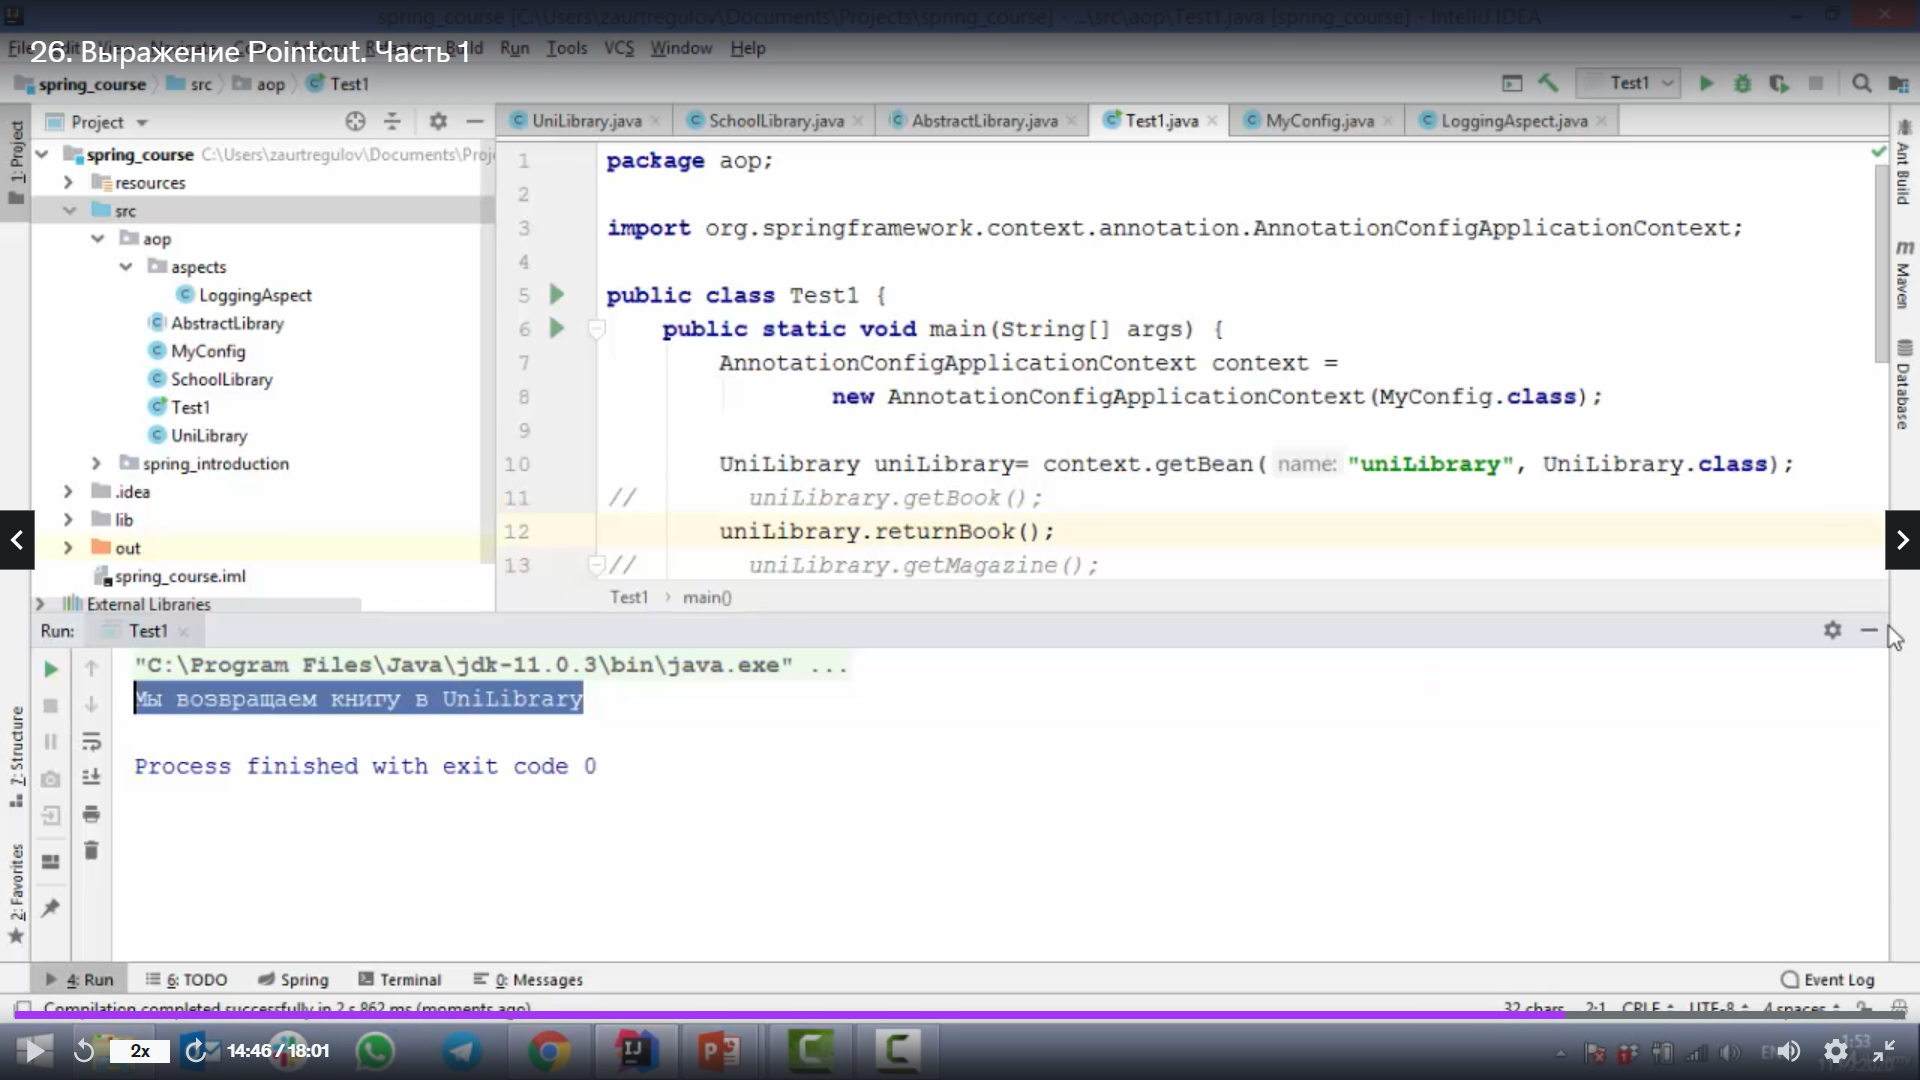 spring_course [C:\Users\zaurtregulov\Documents\Projects\spring_course] - ...\src\aop\Test1.java [spring_course] - IntelliJ IDEA
26. Выражение Pointcut. Часть 1
File Run Tools VCS Window Help
spring_course src aop Test1
Test1
1: Project
Project
UniLibrary.java SchoolLibrary.java AbstractLibrary.java Test1.java MyConfig.java LoggingAspect.java
spring_course C:\Users\zaurtregulov\Documents\Proj
resources
src
aop
aspects
LoggingAspect
AbstractLibrary
MyConfig
SchoolLibrary
Test1
UniLibrary
spring_introduction
.idea
lib
out
spring_course.iml
External Libraries
1 package aop;
2
3 import org.springframework.context.annotation.AnnotationConfigApplicationContext;
4
5 public class Test1 {
6 public static void main(String[] args) {
7 AnnotationConfigApplicationContext context =
8 new AnnotationConfigApplicationContext(MyConfig.class);
9
10 UniLibrary uniLibrary= context.getBean( name: "uniLibrary", UniLibrary.class);
11 // uniLibrary.getBook();
12 uniLibrary.returnBook();
13 // uniLibrary.getMagazine();
Test1 main()
Ant Build
Maven
Database
Run: Test1
"C:\Program Files\Java\jdk-11.0.3\bin\java.exe" ...
Мы возвращаем книгу в UniLibrary
Process finished with exit code 0
7: Structure
2: Favorites
4: Run 6: TODO Spring Terminal 0: Messages Event Log
Compilation completed successfully in 2 s 862 ms (moments ago) 32 chars 2:1 CRLF UTF-8 4 spaces
2x 14:46 / 18:01